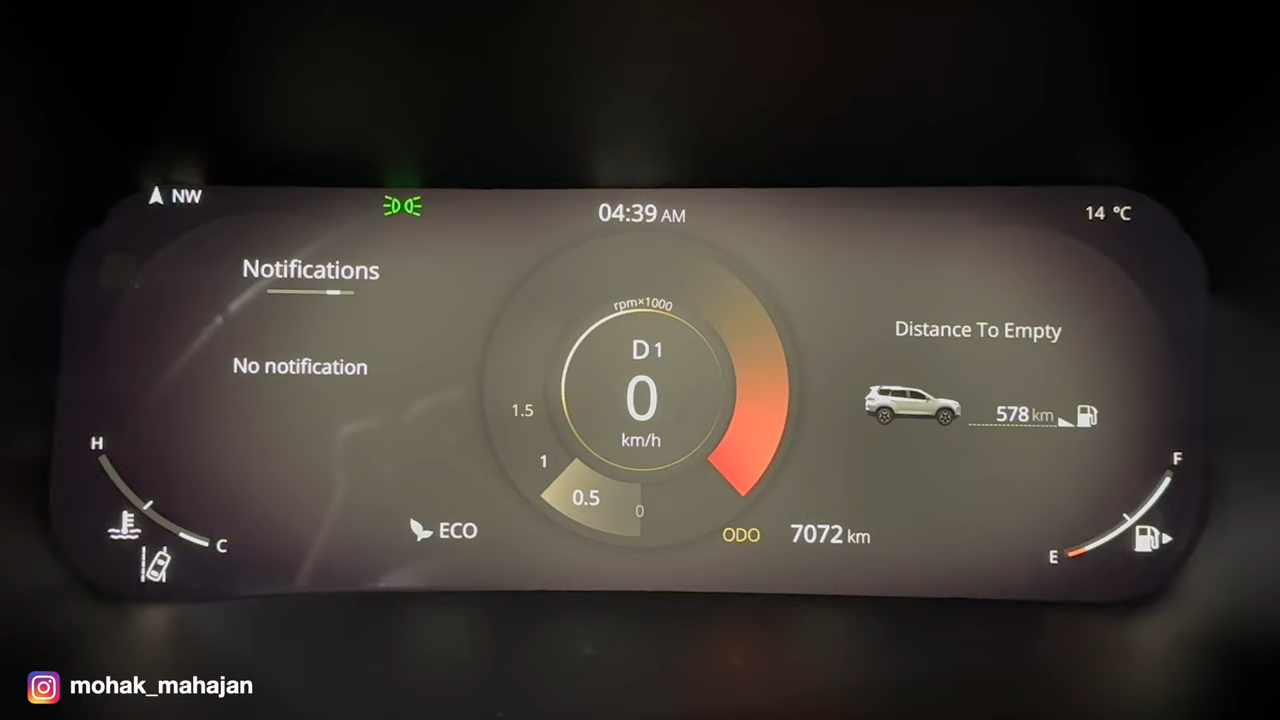 NW
04:39 AM
14 °C
Notifications
No notification
rpm×1000
D 1
0
km/h
1.5
1
0.5
0
Distance To Empty
578 km
H
C
F
E
ECO
ODO 7072 km
mohak_mahajan